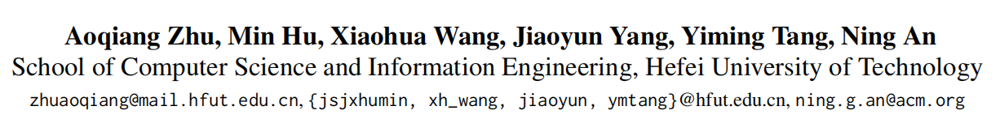 Aoqiang Zhu, Min Hu, Xiaohua Wang, Jiaoyun Yang, Yiming Tang, Ning An
School of Computer Science and Information Engineering, Hefei University of Technology
zhuaoqiang@mail.hfut.edu.cn, {jsjxhumin, xh_wang, jiaoyun, ymtang}@hfut.edu.cn, ning.g.an@acm.org